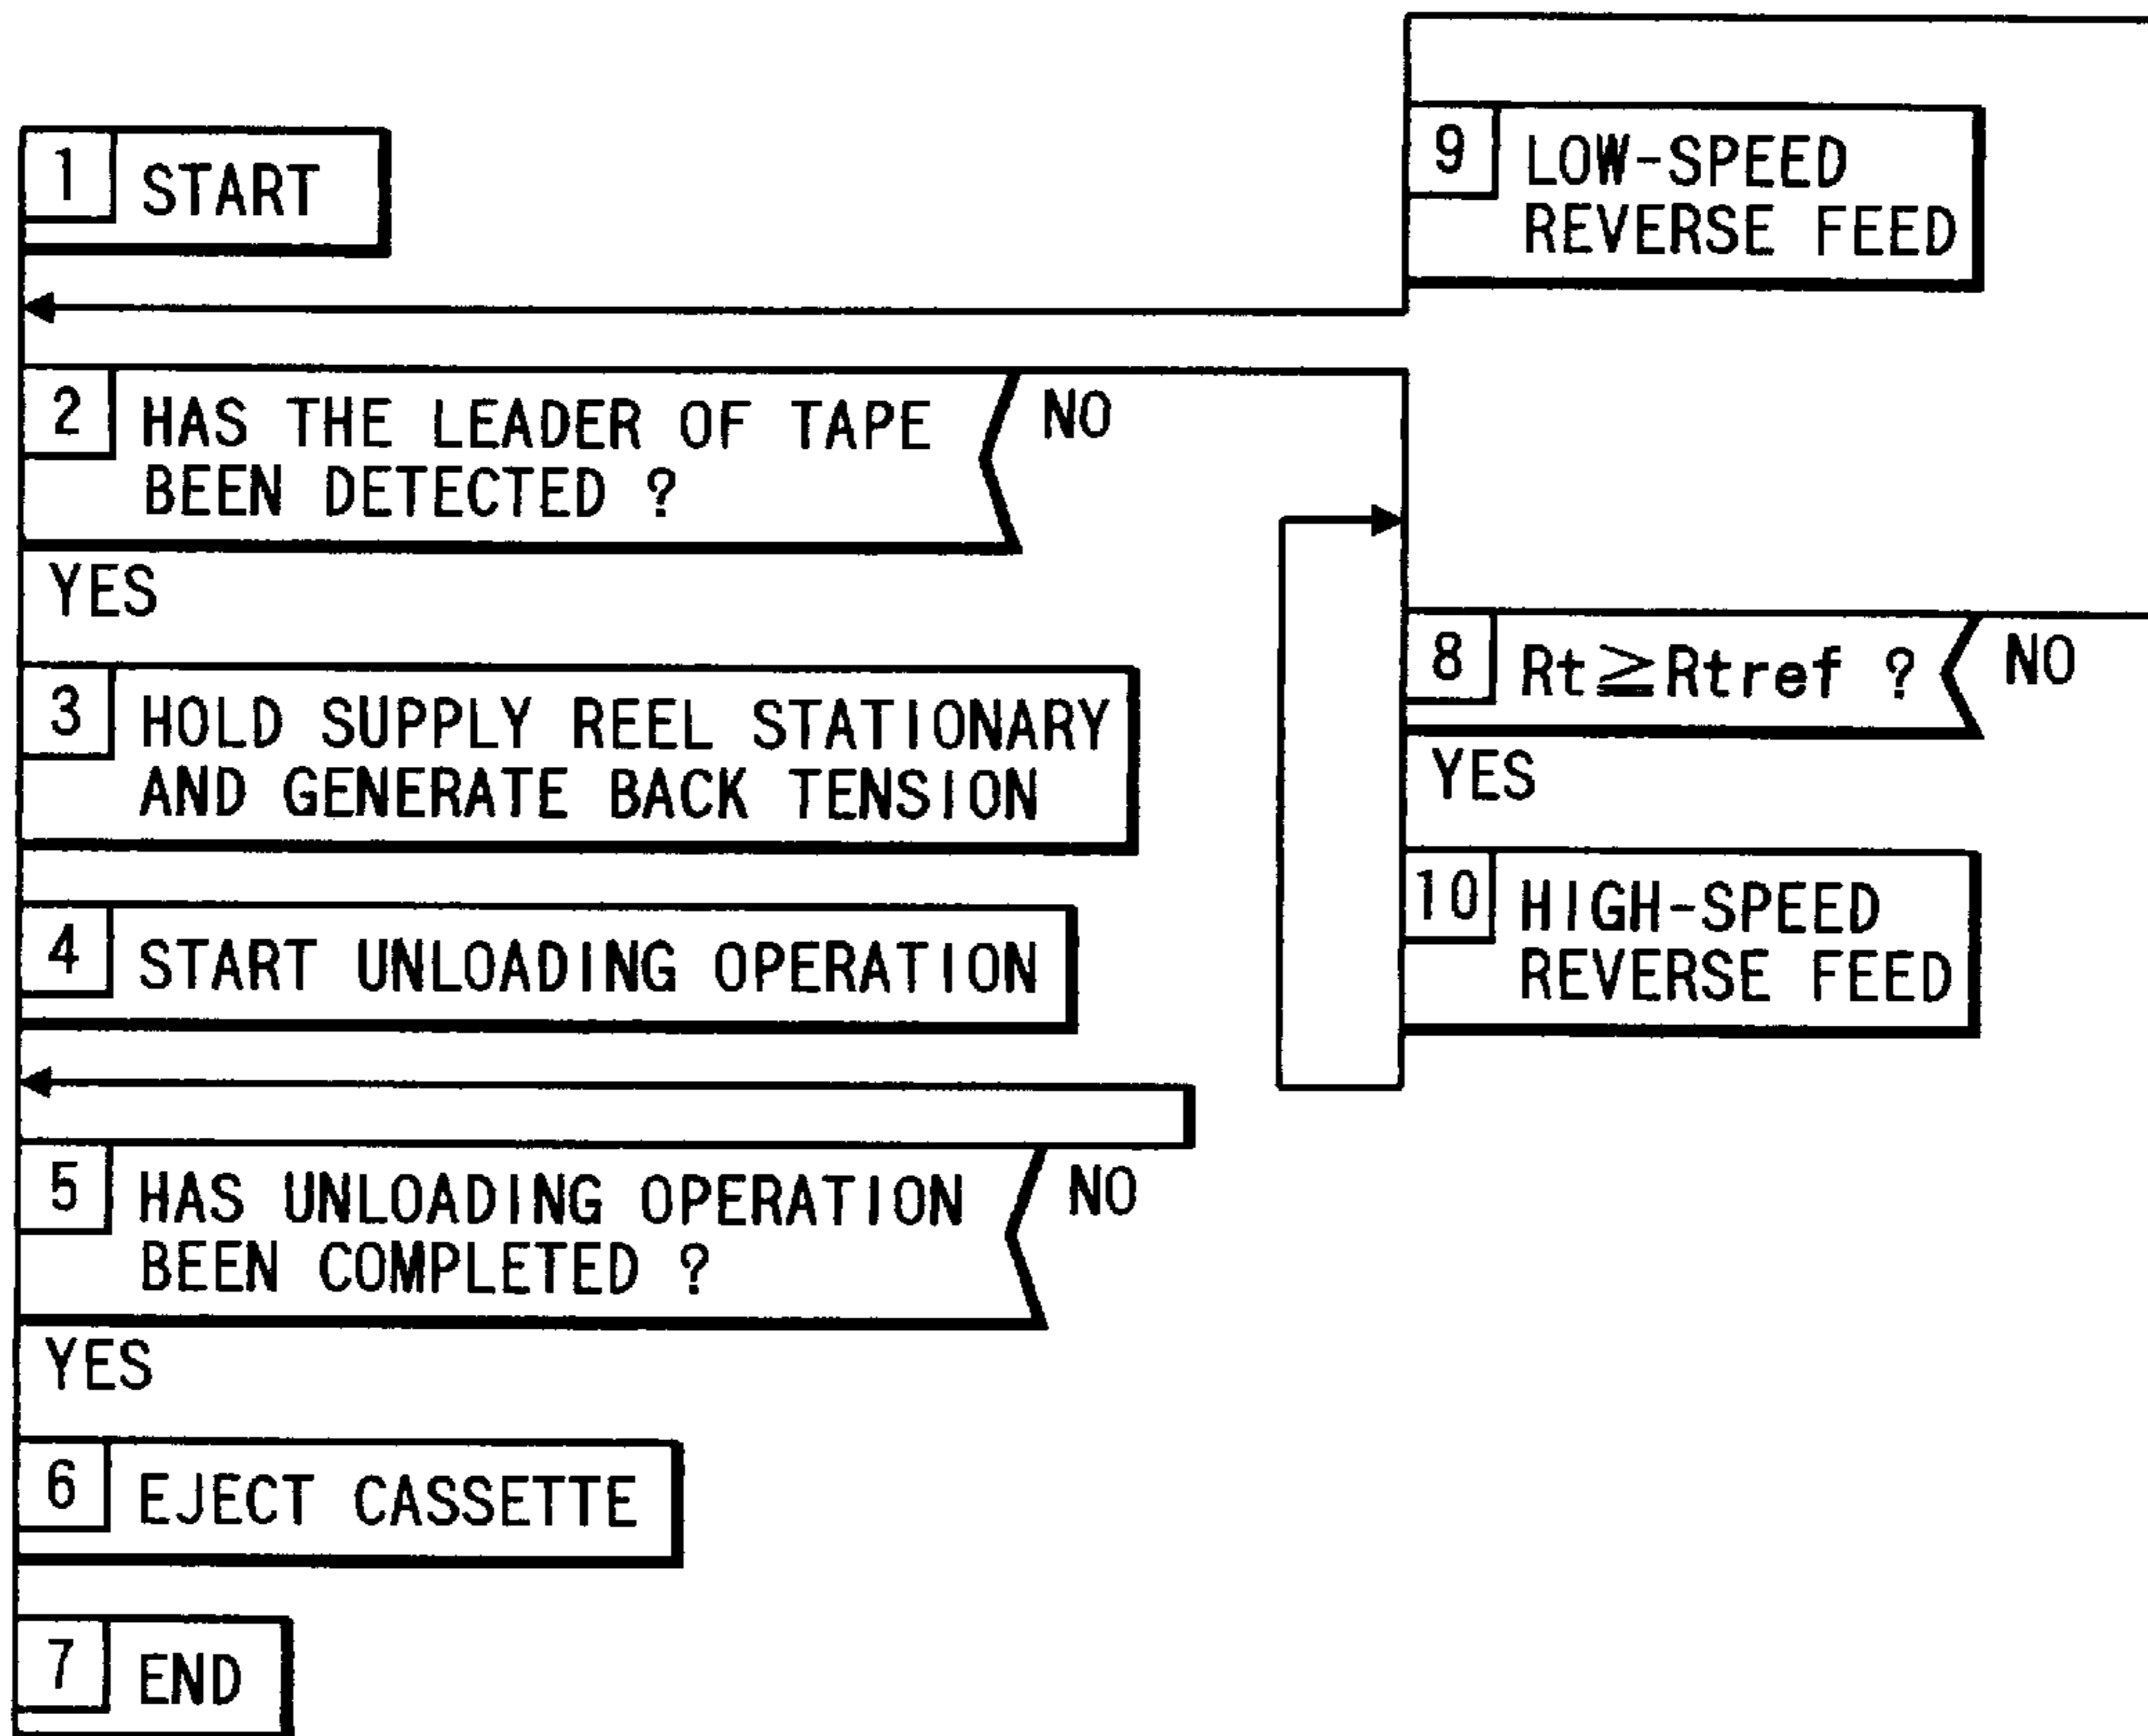 1 START
2 HAS THE LEADER OF TAPE NO
BEEN DETECTED ?
YES
3 HOLD SUPPLY REEL STATIONARY
AND GENERATE BACK TENSION
4 START UNLOADING OPERATION
5 HAS UNLOADING OPERATION NO
BEEN COMPLETED ?
YES
6 EJECT CASSETTE
7 END
9 LOW-SPEED
REVERSE FEED
8 Rt≧Rtref ? NO
YES
10 HIGH-SPEED
REVERSE FEED